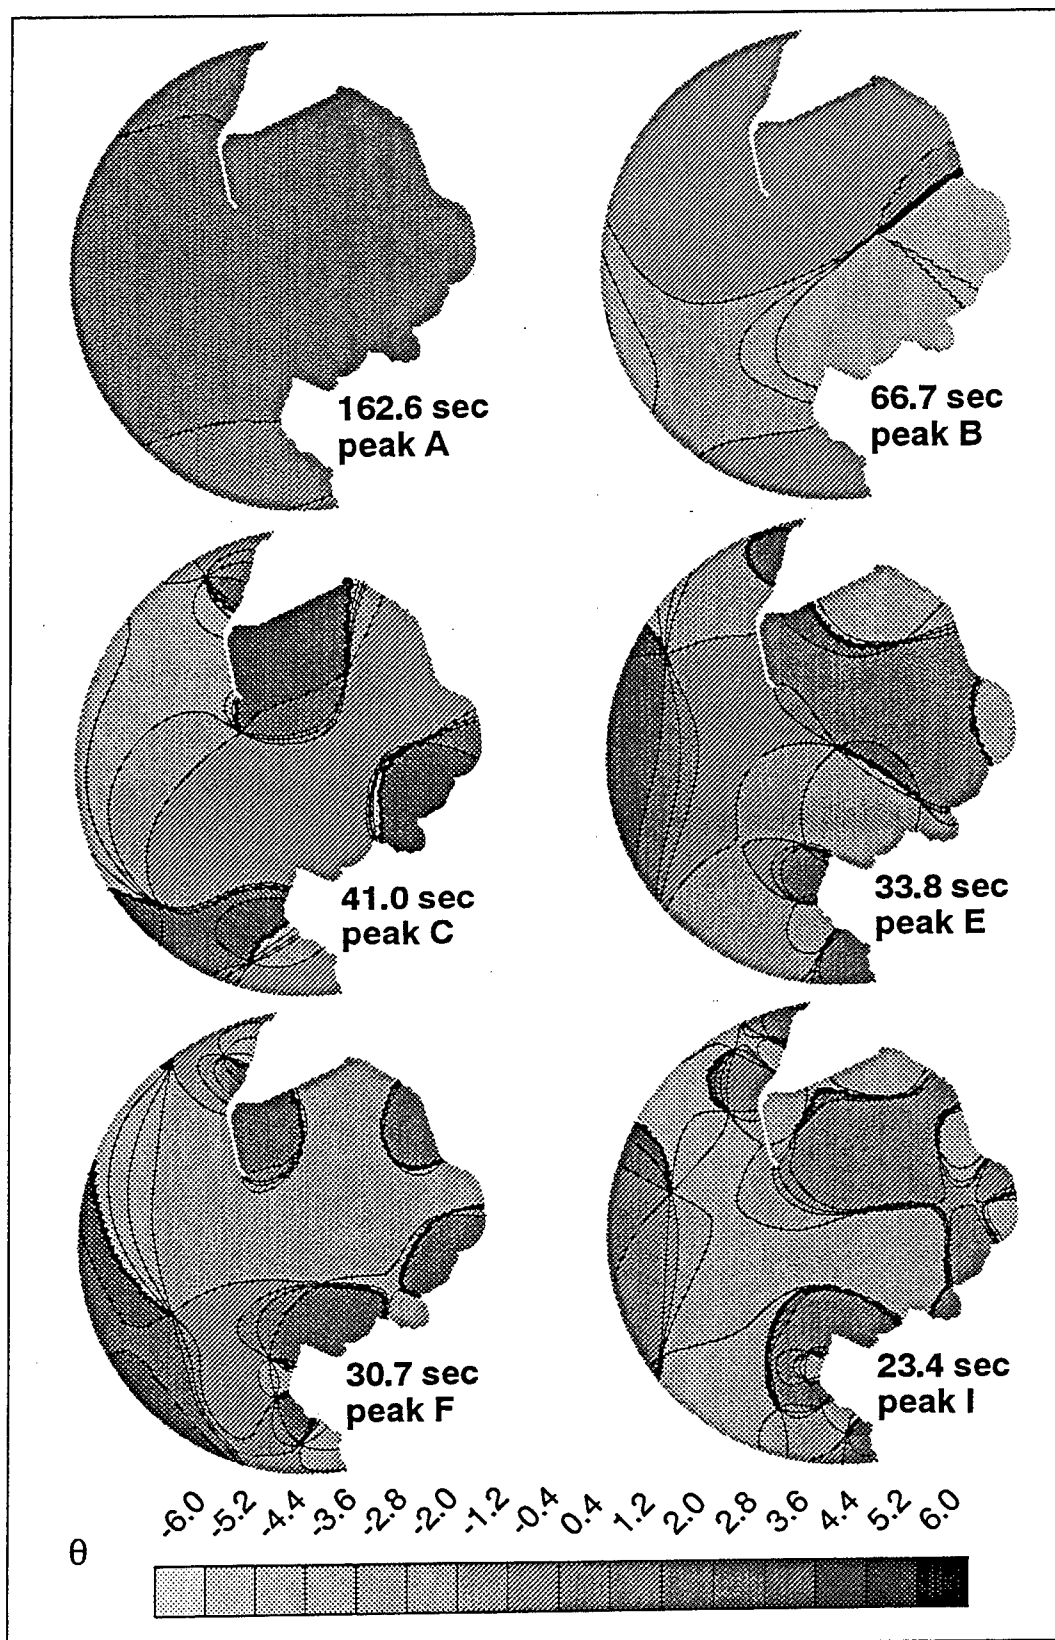 162.6 sec
peak A
66.7 sec
peak B
41.0 sec
peak C
33.8 sec
peak E
30.7 sec
peak F
23.4 sec
peak I
-6.0 -5.2 -4.4 -3.6 -2.8 -2.0 -1.2 -0.4 0.4 1.2 2.0 2.8 3.6 4.4 5.2 6.0
θ